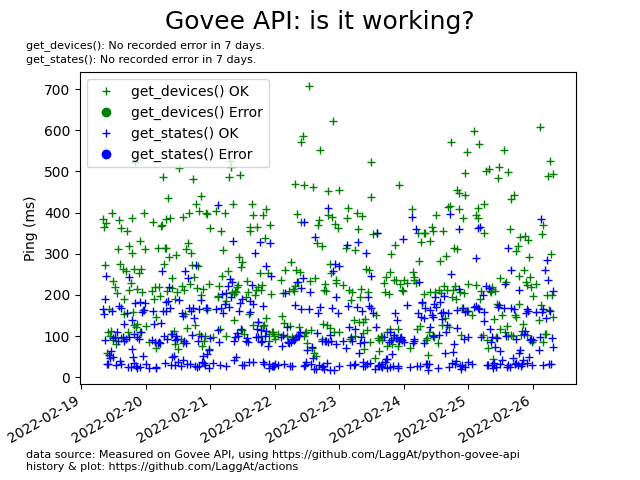 Govee API: is it working?
get_devices(): No recorded error in 7 days.
get_states(): No recorded error in 7 days.
get_devices() OK
get_devices() Error
get_states() OK
get_states() Error
Ping (ms)
700
600
500
400
300
200
100
0
2022-02-19
2022-02-20
2022-02-21
2022-02-22
2022-02-23
2022-02-24
2022-02-25
2022-02-26
data source: Measured on Govee API, using https://github.com/LaggAt/python-govee-api
history & plot: https://github.com/LaggAt/actions